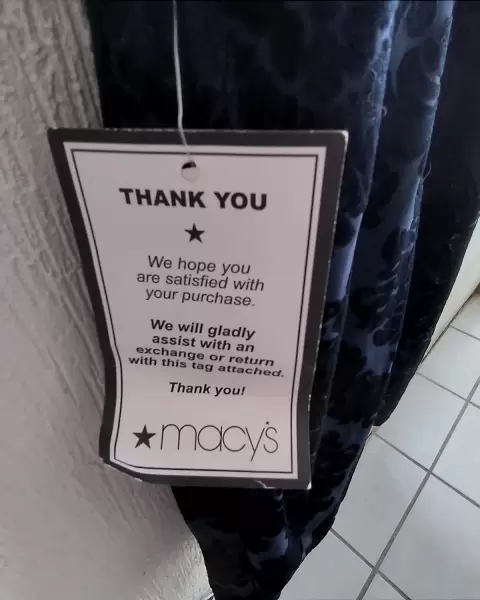 THANK YOU
★
We hope you
are satisfied with
your purchase.
We will gladly
assist with an
exchange or return
with this tag attached.
Thank you!
★macy's